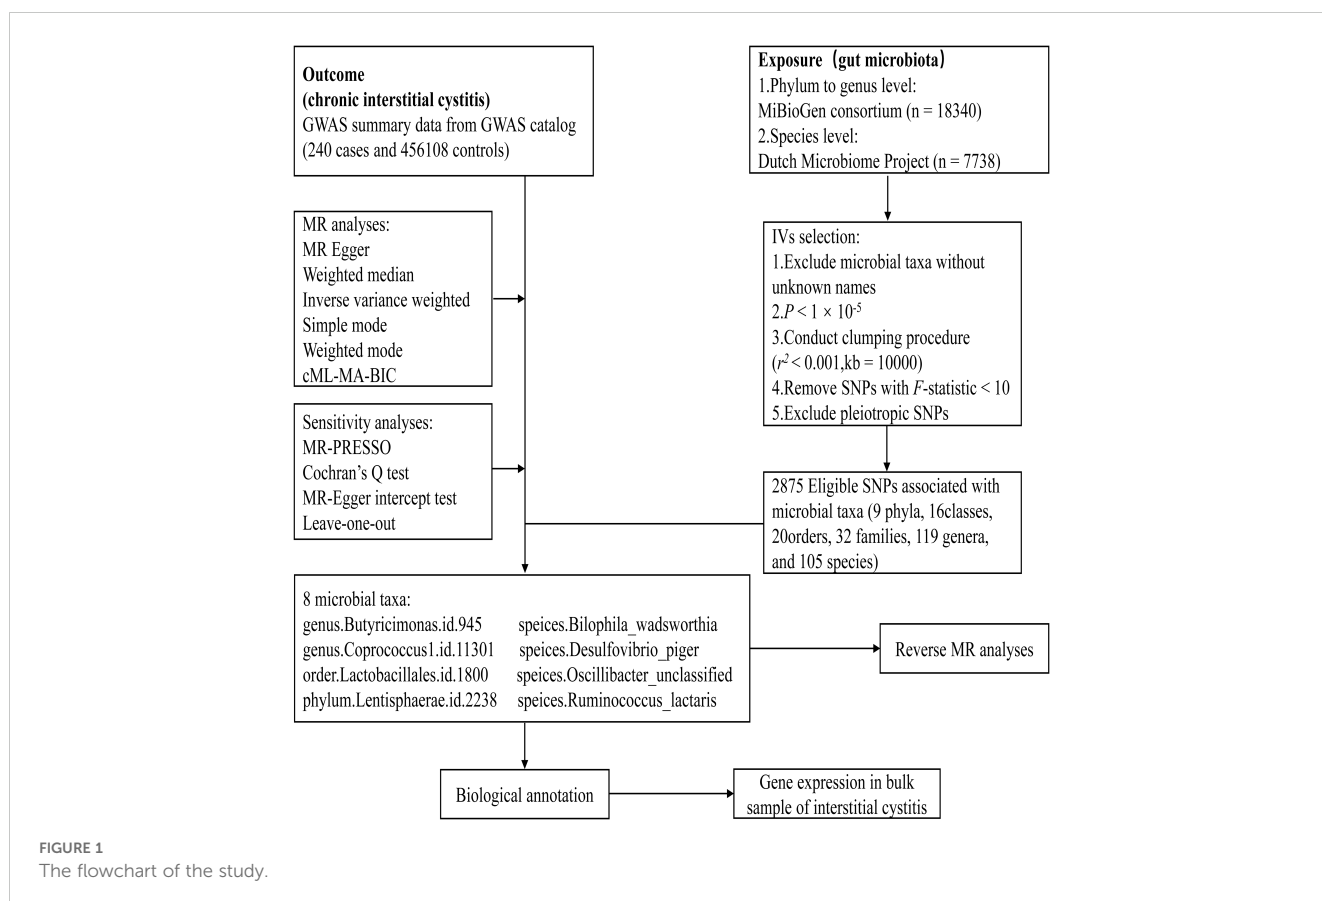 Outcome
(chronic interstitial cystitis)
GWAS summary data from GWAS catalog
(240 cases and 456108 controls)
Exposure (gut microbiota)
1.Phylum to genus level:
MiBioGen consortium (n = 18340)
2.Species level:
Dutch Microbiome Project (n = 7738)
MR analyses:
MR Egger
Weighted median
Inverse variance weighted
Simple mode
Weighted mode
cML-MA-BIC
IVs selection:
1.Exclude microbial taxa without
unknown names
2.P < 1 × 10-5
3.Conduct clumping procedure
(r2 < 0.001,kb = 10000)
4.Remove SNPs with F-statistic < 10
5.Exclude pleiotropic SNPs
Sensitivity analyses:
MR-PRESSO
Cochran's Q test
MR-Egger intercept test
Leave-one-out
2875 Eligible SNPs associated with
microbial taxa (9 phyla, 16classes,
20orders, 32 families, 119 genera,
and 105 species)
8 microbial taxa:
genus.Butyricimonas.id.945 speices.Bilophila_wadsworthia
genus.Coprococcus1.id.11301 speices.Desulfovibrio_piger
order.Lactobacillales.id.1800 speices.Oscillibacter_unclassified
phylum.Lentisphaerae.id.2238 speices.Ruminococcus_lactaris
Reverse MR analyses
Biological annotation
Gene expression in bulk
sample of interstitial cystitis
FIGURE 1
The flowchart of the study.